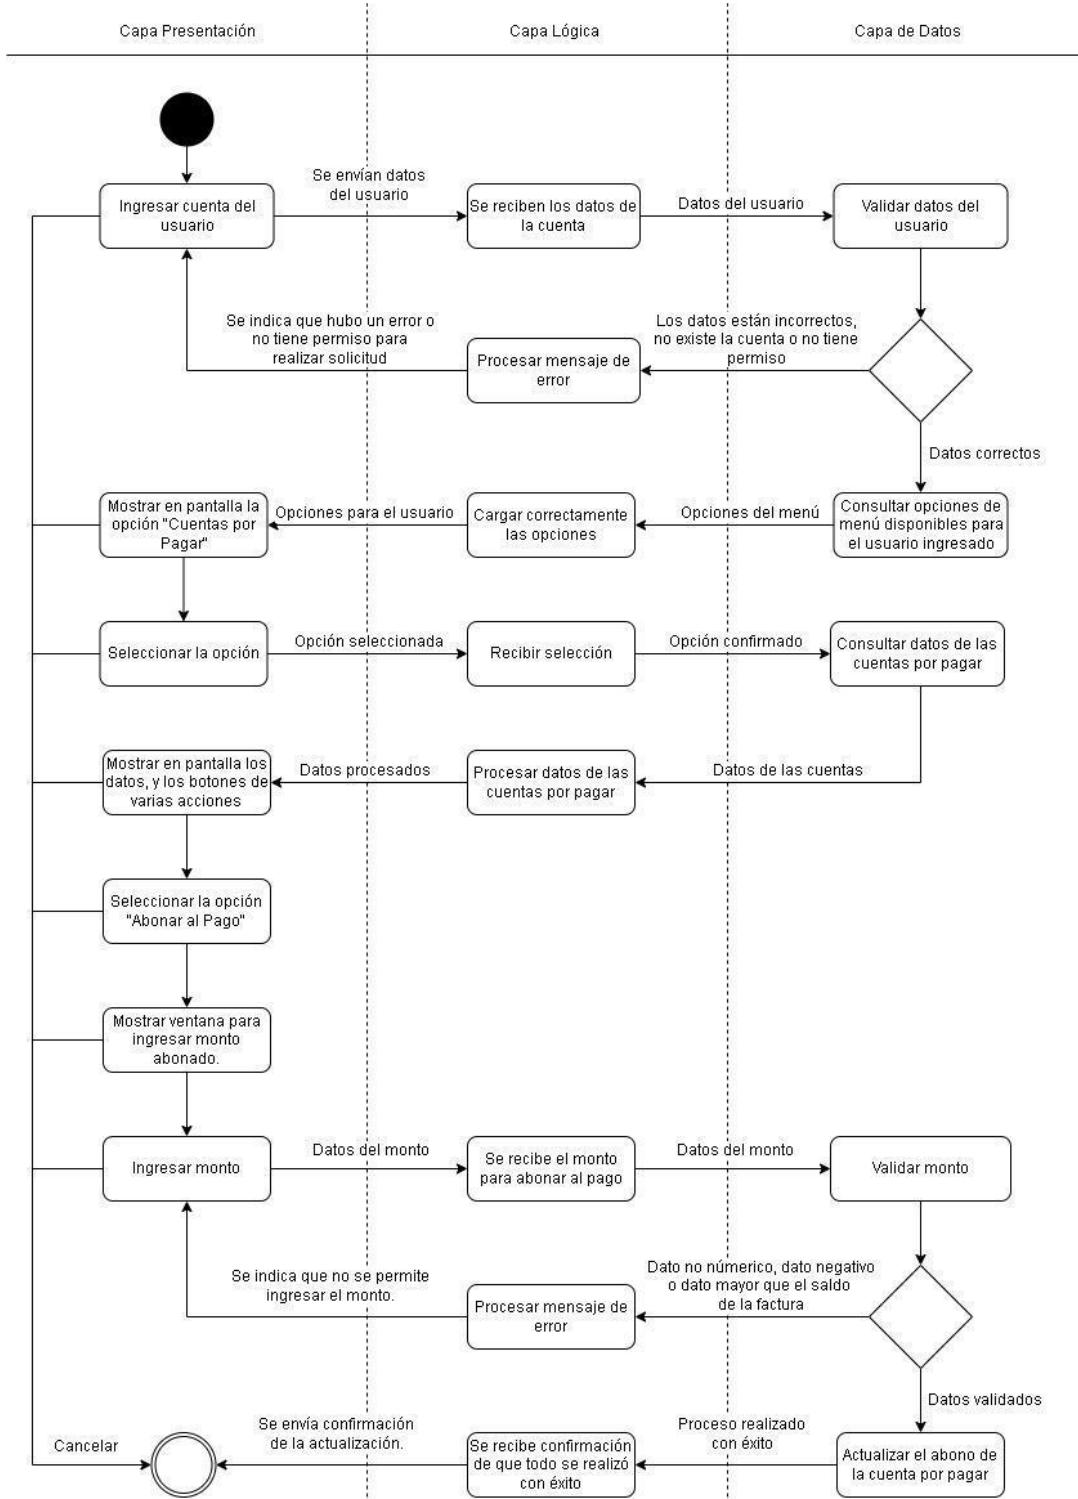 Capa Presentación
Capa Lógica
Capa de Datos
Se envían datos
del usuario
Ingresar cuenta del
usuario
Se reciben los datos de
la cuenta
Datos del usuario
Validar datos del
usuario
Se indica que hubo un error o
no tiene permiso para
realizar solicitud
Procesar mensaje de
error
Los datos están incorrectos,
no existe la cuenta o no tiene
permiso
Datos correctos
Mostrar en pantalla la
opción "Cuentas por
Pagar"
Opciones para el usuario
Cargar correctamente
las opciones
Opciones del menú
Consultar opciones de
menú disponibles para
el usuario ingresado
Seleccionar la opción
Opción seleccionada
Recibir selección
Opción confirmado
Consultar datos de las
cuentas por pagar
Mostrar en pantalla los
datos, y los botones de
varias acciones
Datos procesados
Procesar datos de las
cuentas por pagar
Datos de las cuentas
Seleccionar la opción
"Abonar al Pago"
Mostrar ventana para
ingresar monto
abonado.
Ingresar monto
Datos del monto
Se recibe el monto
para abonar al pago
Datos del monto
Validar monto
Se indica que no se permite
ingresar el monto.
Procesar mensaje de
error
Dato no númerico, dato negativo
o dato mayor que el saldo
de la factura
Datos validados
Cancelar
Se envía confirmación
de la actualización.
Se recibe confirmación
de que todo se realizó
con éxito
Proceso realizado
con éxito
Actualizar el abono de
la cuenta por pagar